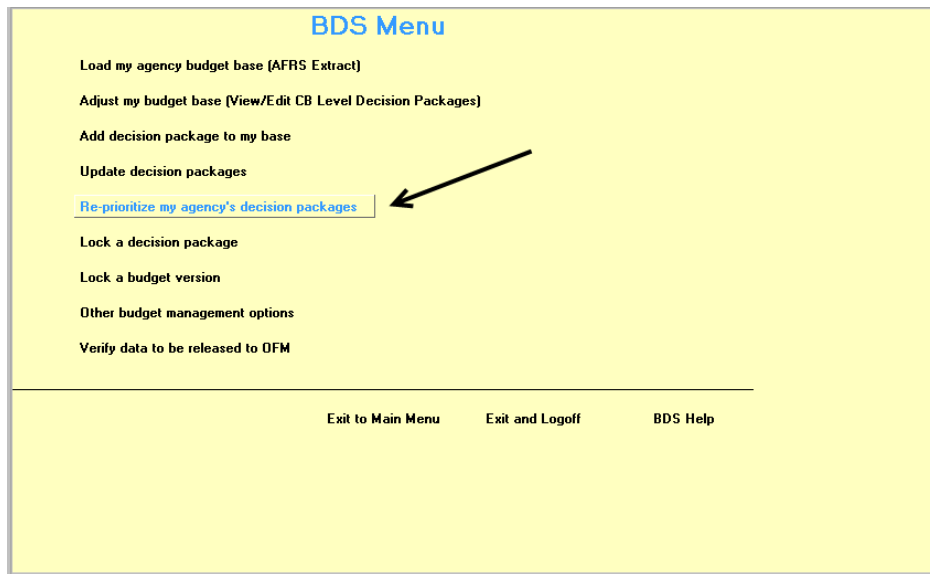 BDS Menu
Load my agency budget base (AFRS Extract)
Adjust my budget base (View/Edit CB Level Decision Packages)
Add decision package to my base
Update decision packages
Re-prioritize my agency's decision packages
Lock a decision package
Lock a budget version
Other budget management options
Verify data to be released to OFM
Exit to Main Menu Exit and Logoff BDS Help